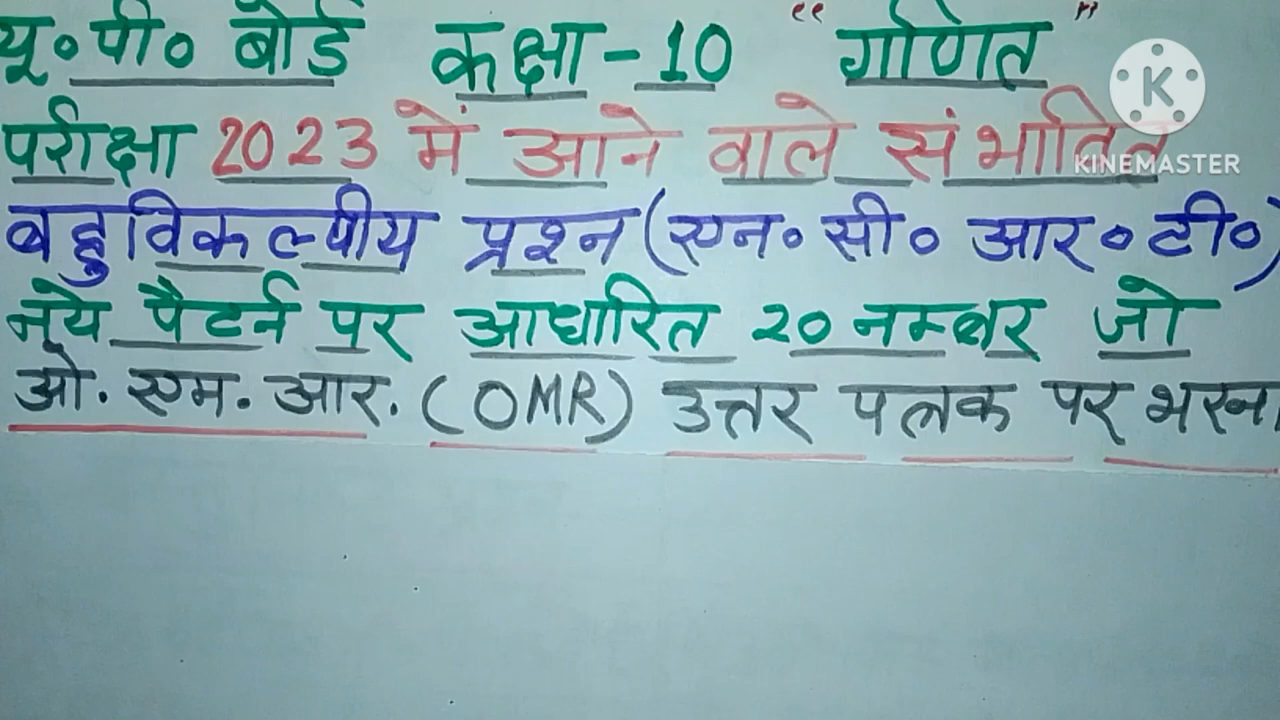 यू॰पी॰ बोर्ड कक्षा-10 "गणित"
परीक्षा 2023 में आने वाले संभावित
बहुविकल्पीय प्रश्न (एन॰ सी॰ आर॰टी॰)
नये पैटर्न पर आधारित 20 नम्बर जो
ओ. एम. आर. (OMR) उत्तर पत्रक पर भरना
K
KINEMASTER